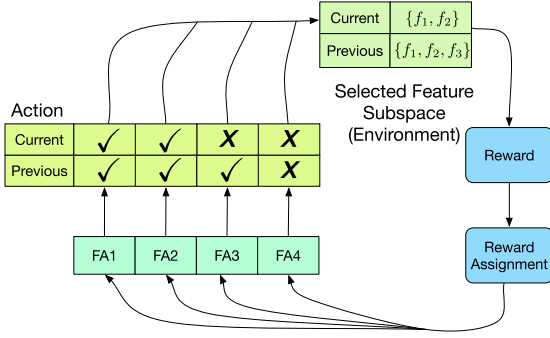 Current {f₁, f₂}
Previous {f₁, f₂, f₃}
Selected Feature
Subspace
(Environment)
Action
Current ✓ ✓ X X
Previous ✓ ✓ ✓ X
Reward
FA1 FA2 FA3 FA4
Reward
Assignment